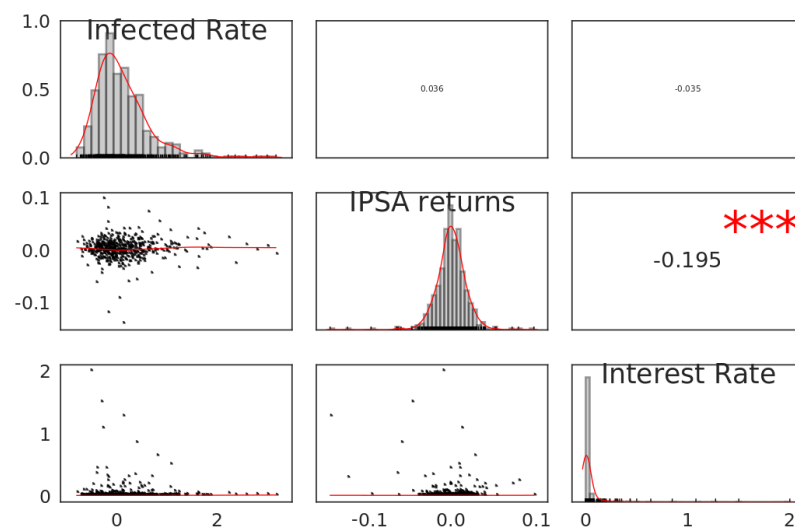 1.0
Infected Rate
0.5
0.036
-0.035
0.0
0.1
IPSA returns
0.0
***
-0.195
-0.1
2
Interest Rate
1
0
0 2
-0.1 0.0 0.1
0 1 2